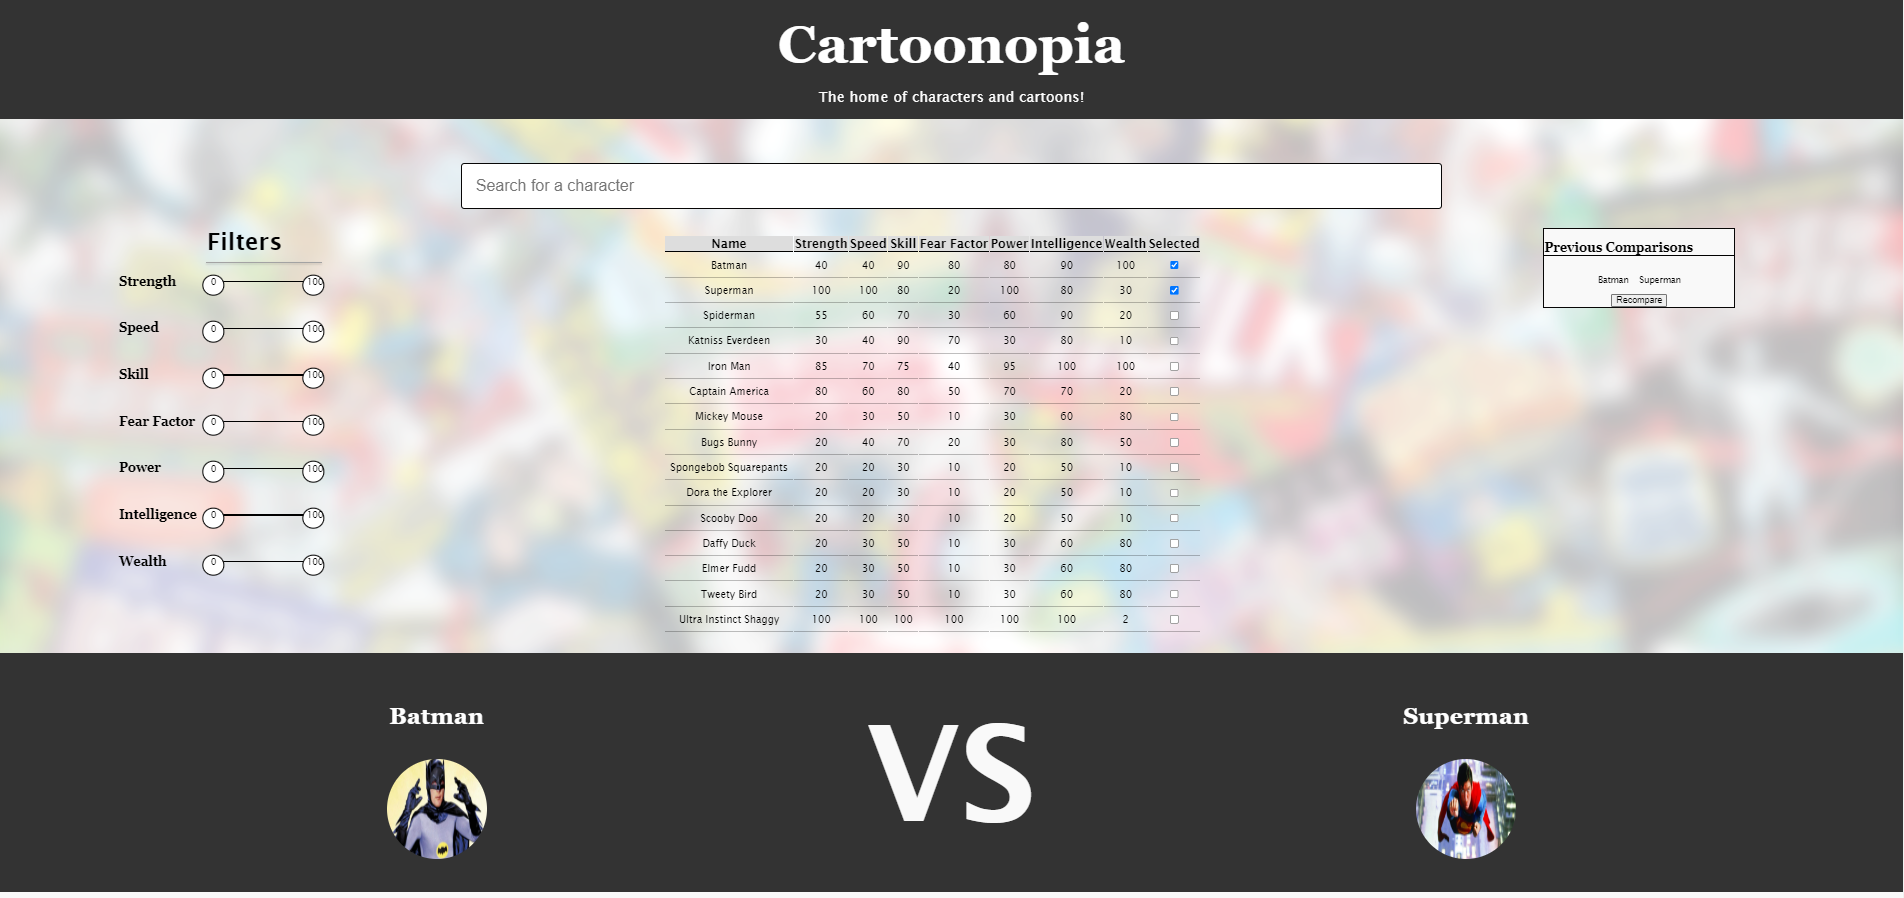 Cartoonopia
The home of characters and cartoons!
Search for a character
Filters
Strength 0 100
Speed 0 100
Skill 0 100
Fear Factor 0 100
Power 0 100
Intelligence 0 100
Wealth 0 100
Name Strength Speed Skill Fear Factor Power Intelligence Wealth Selected
Batman 40 40 90 80 80 90 100
Superman 100 100 80 20 100 80 30
Spiderman 55 60 70 30 60 90 20
Katniss Everdeen 30 40 90 70 30 80 10
Iron Man 85 70 75 40 95 100 100
Captain America 80 60 80 50 70 70 20
Mickey Mouse 20 30 50 10 30 60 80
Bugs Bunny 20 40 70 20 30 80 50
Spongebob Squarepants 20 20 30 10 20 50 10
Dora the Explorer 20 20 30 10 20 50 10
Scooby Doo 20 20 30 10 20 50 10
Daffy Duck 20 30 50 10 30 60 80
Elmer Fudd 20 30 50 10 30 60 80
Tweety Bird 20 30 50 10 30 60 80
Ultra Instinct Shaggy 100 100 100 100 100 100 2
Previous Comparisons
Batman Superman
Recompare
Batman
VS
Superman